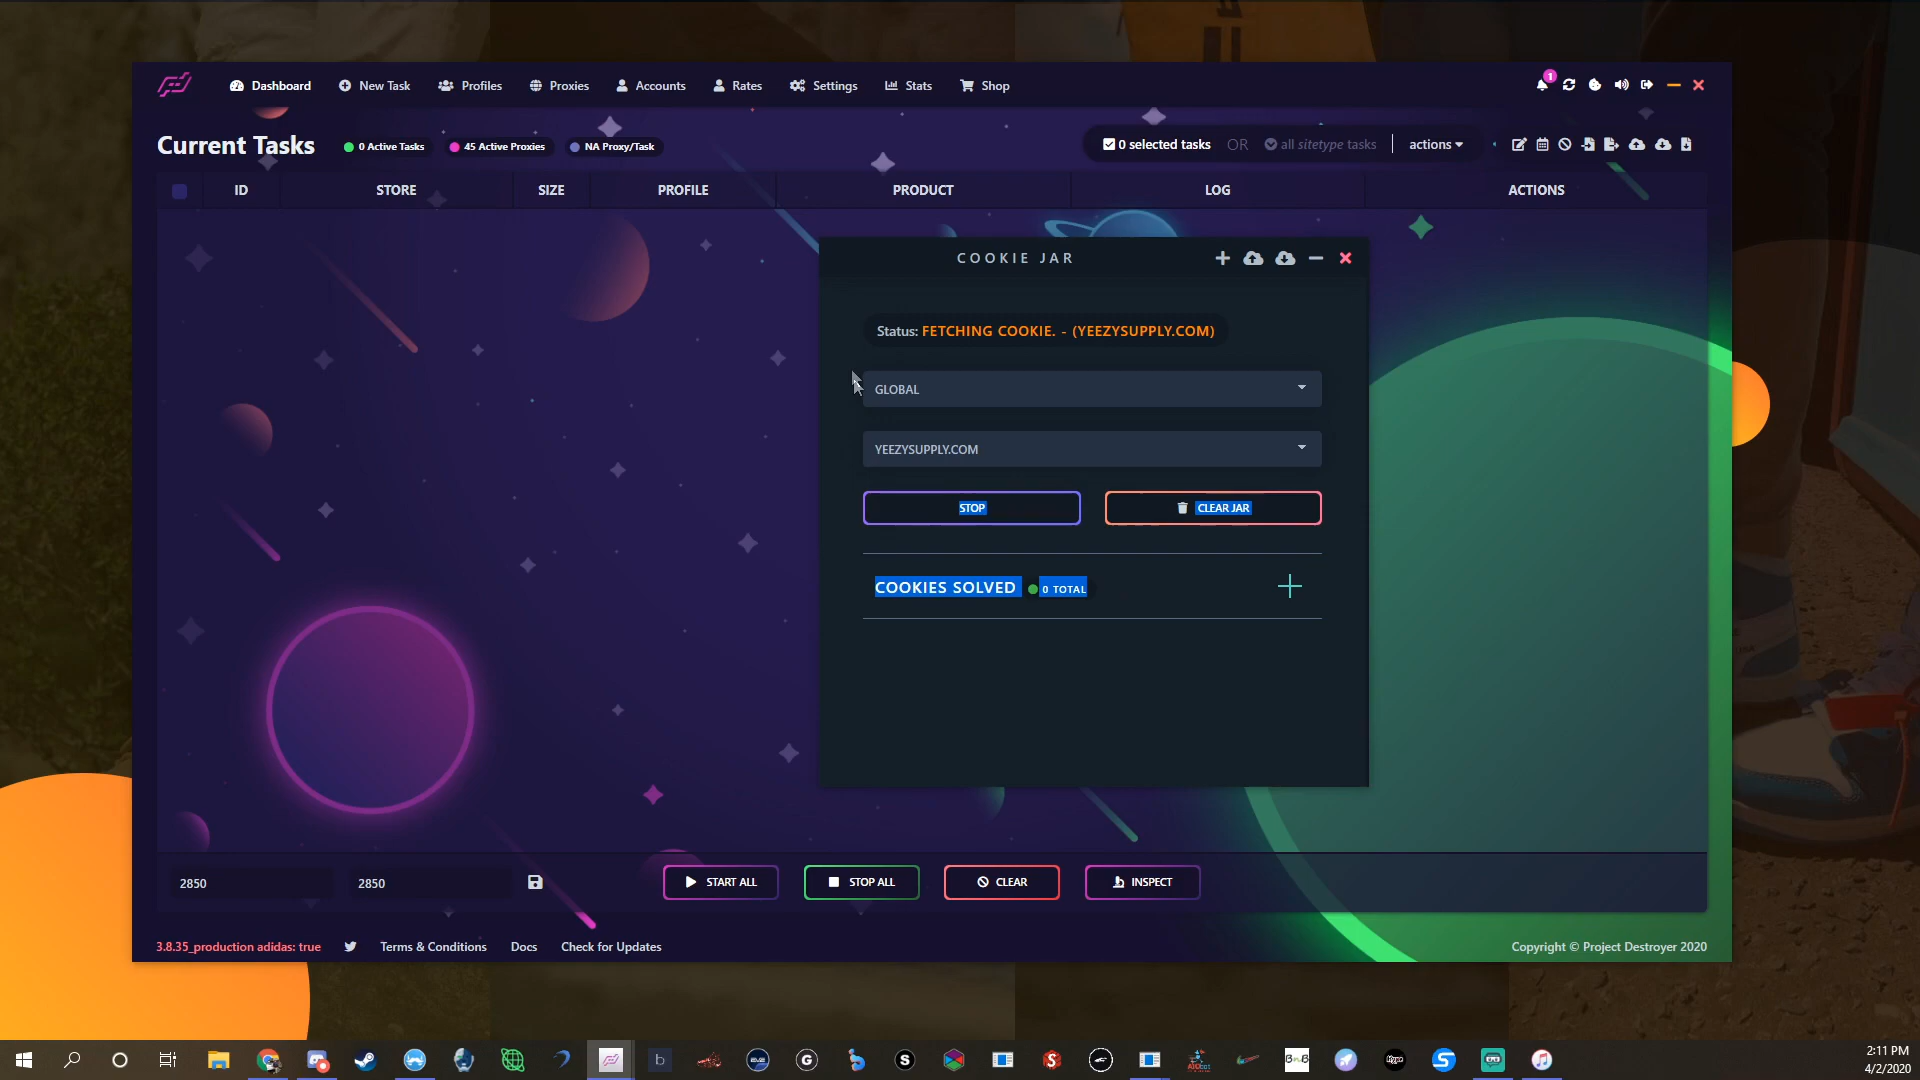 Dashboard New Task Profiles Proxies Accounts Rates Settings Stats Shop
1
Current Tasks 0 Active Tasks 45 Active Proxies NA Proxy/Task
0 selected tasks OR all sitetype tasks actions
ID STORE SIZE PROFILE PRODUCT LOG ACTIONS
COOKIE JAR
Status: FETCHING COOKIE. - (YEEZYSUPPLY.COM)
GLOBAL
YEEZYSUPPLY.COM
STOP CLEAR JAR
COOKIES SOLVED 0 TOTAL
2850 2850 START ALL STOP ALL CLEAR INSPECT
3.8.35_production adidas: true Terms & Conditions Docs Check for Updates Copyright © Project Destroyer 2020
2:11 PM
4/2/2020